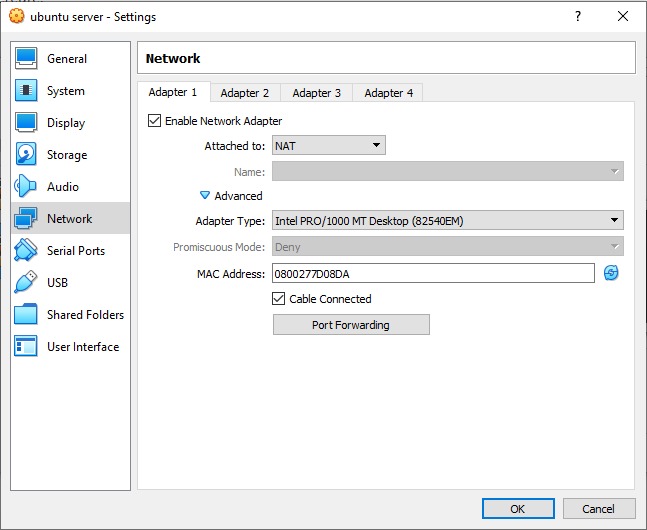 ubuntu server - Settings
?
General
System
Display
Storage
Audio
Network
Serial Ports
USB
Shared Folders
User Interface
Network
Adapter 1 Adapter 2 Adapter 3 Adapter 4
Enable Network Adapter
Attached to: NAT
Name:
Advanced
Adapter Type: Intel PRO/1000 MT Desktop (82540EM)
Promiscuous Mode: Deny
MAC Address: 0800277D08DA
Cable Connected
Port Forwarding
OK Cancel